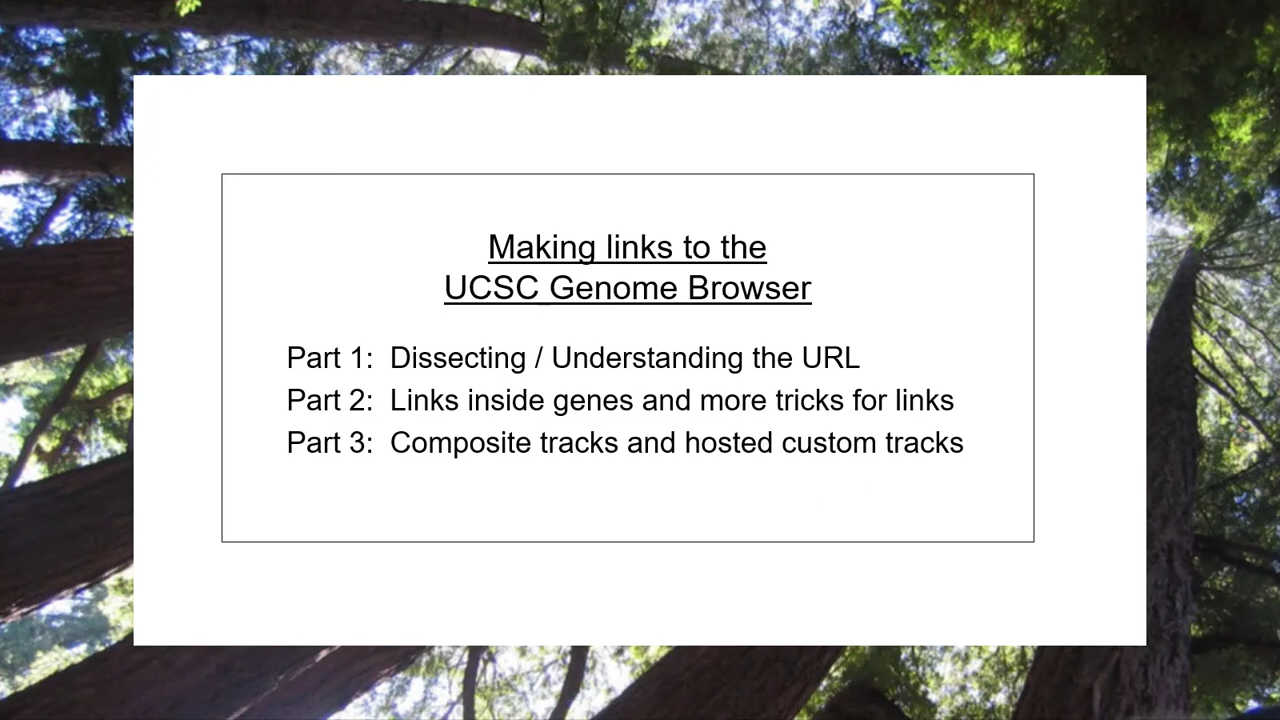 Making links to the
UCSC Genome Browser
Part 1: Dissecting / Understanding the URL
Part 2: Links inside genes and more tricks for links
Part 3: Composite tracks and hosted custom tracks